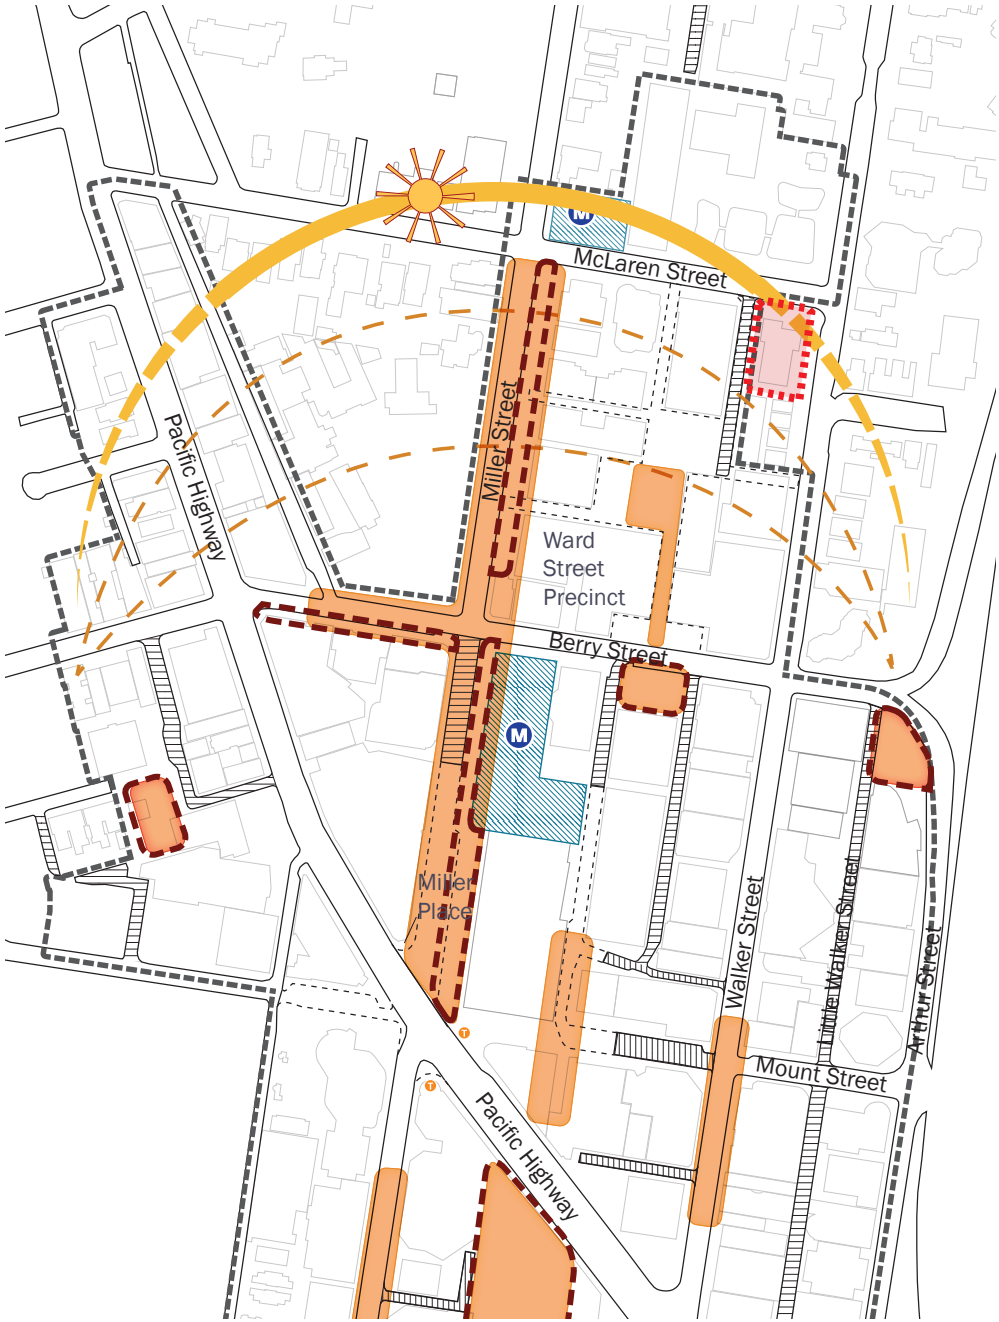 M
McLaren Street
Miller Street
Pacific Highway
Ward
Street
Precinct
Berry Street
M
Miller
Place
Walker Street
Little Walker Street
Arthur Street
T
Mount Street
T
Pacific Highway